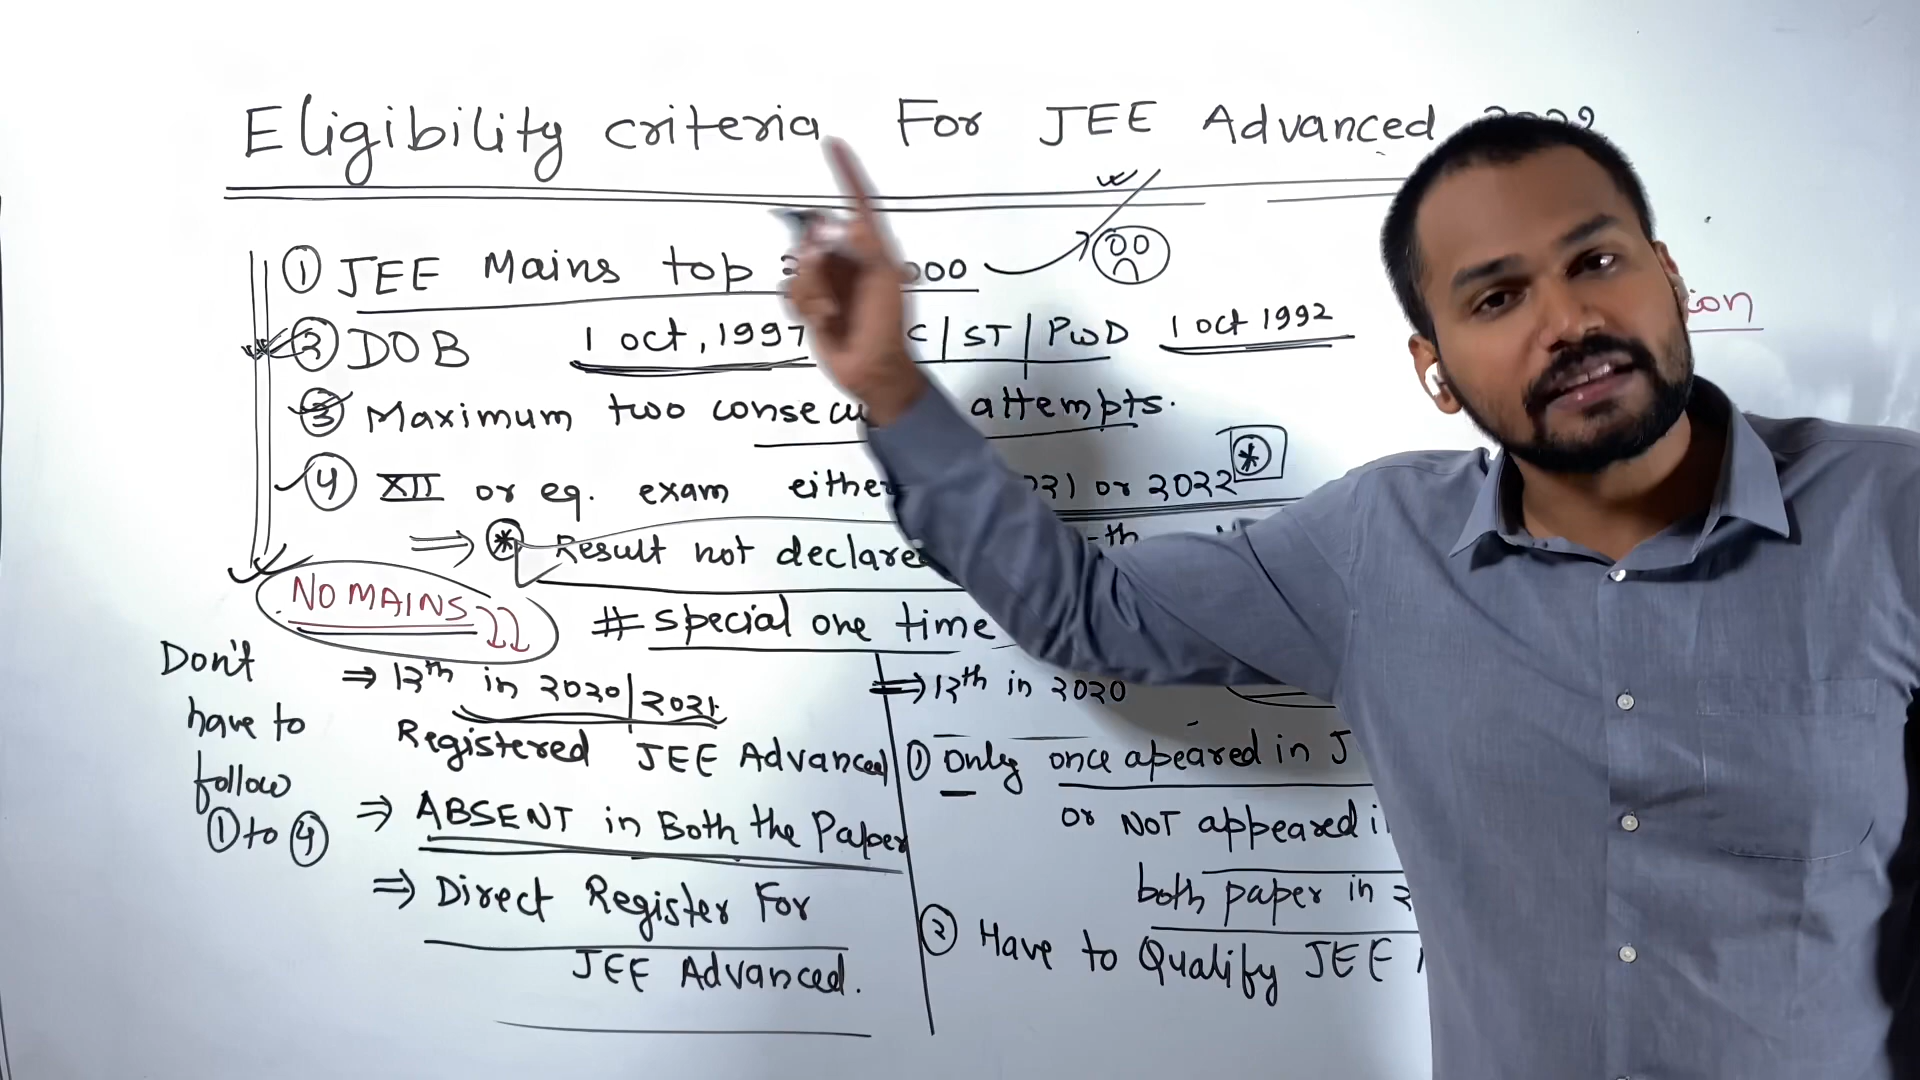 Eligibility criteria For JEE Advanced
① JEE Mains top
② DOB 1 oct, 1997 /ST/PwD 1 oct 1992
③ Maximum two attempts.
④ XII or eq. exam either or 2022 *
⇒ * Result not
NO MAINS
# special one time
Don't have to follow ① to ④
⇒ 12th in 2020/2021
Registered JEE Advanced
⇒ ABSENT in Both the Paper
⇒ Direct Register For
JEE Advanced.
⇒ 12th in 2020
① Only once apeared in J
or NOT appeared
both paper in
② Have to Qualify JEE